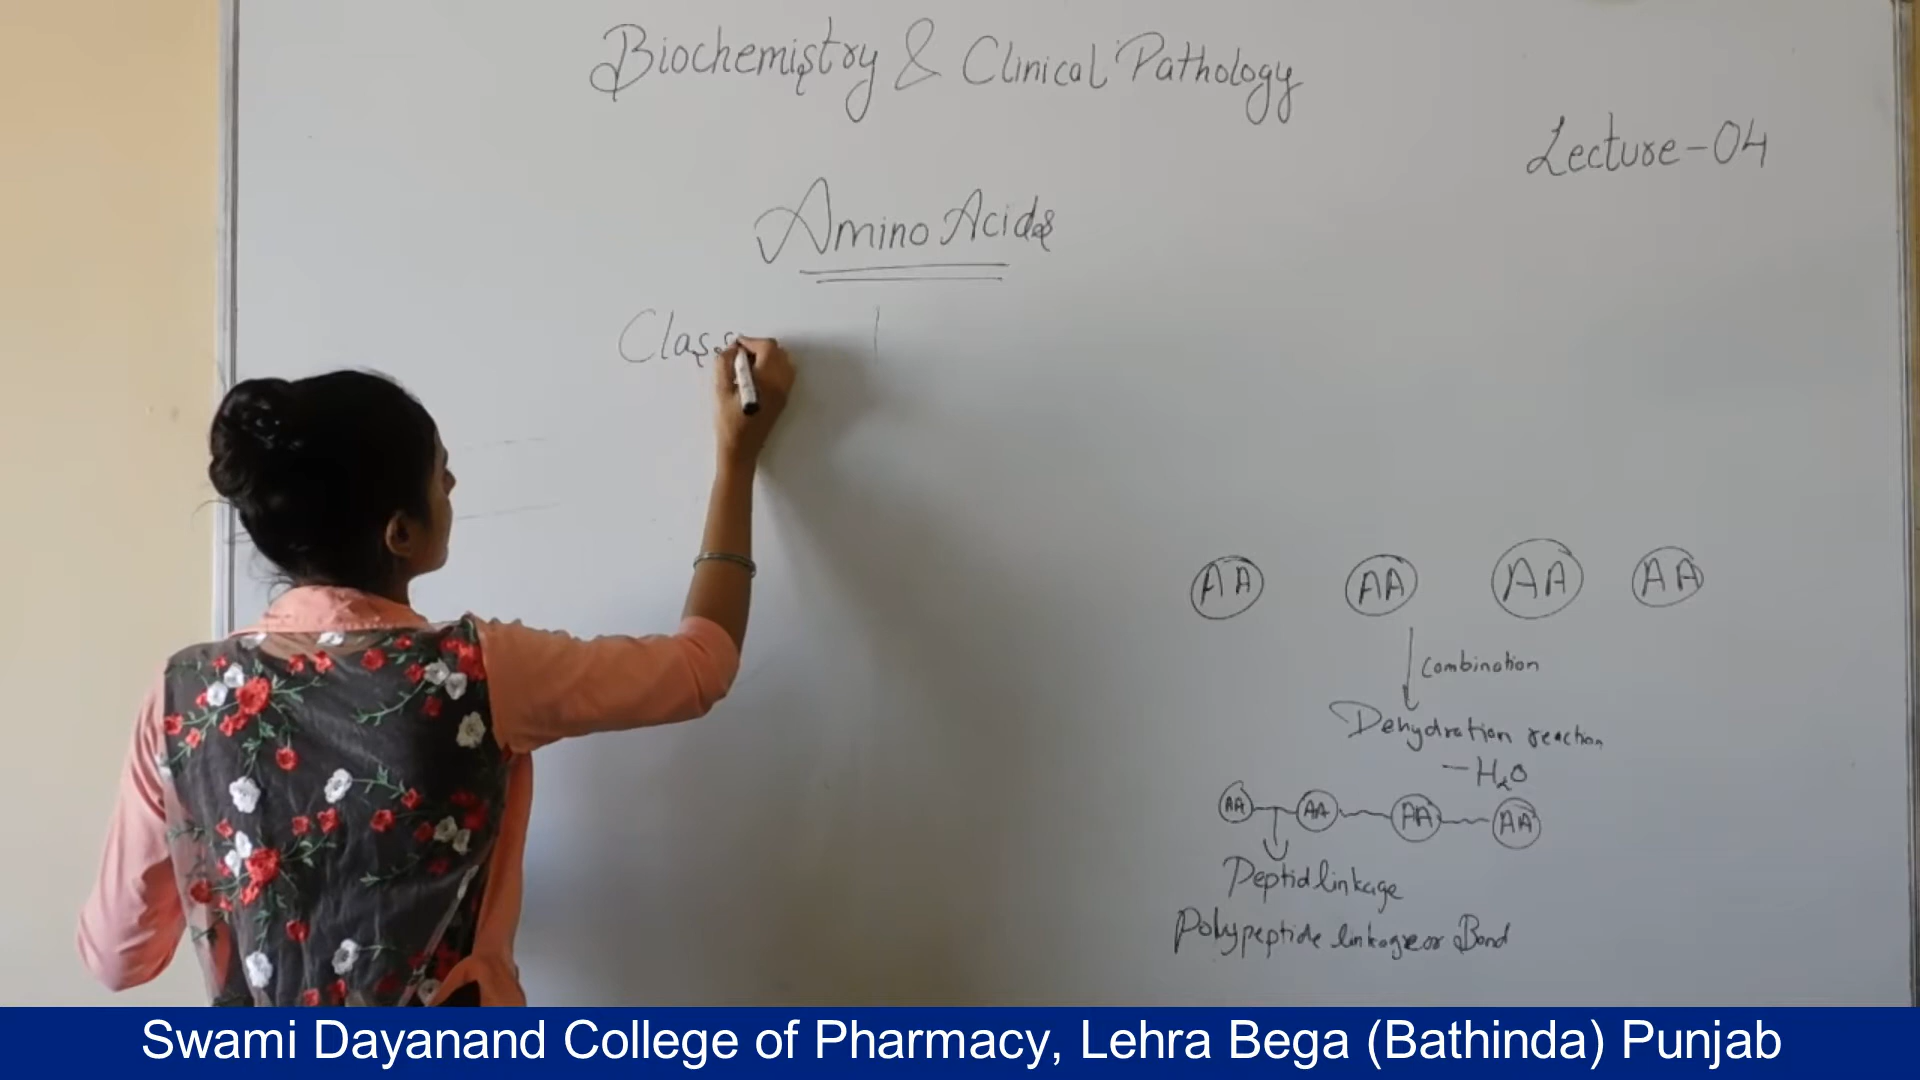 Biochemistry & Clinical Pathology
Lecture-04
Amino Acids
Class
AA AA AA AA
Combination
Dehydration reaction
- H2O
AA AA AA AA
Peptid linkage
Polypeptide linkage or Bond
Swami Dayanand College of Pharmacy, Lehra Bega (Bathinda) Punjab